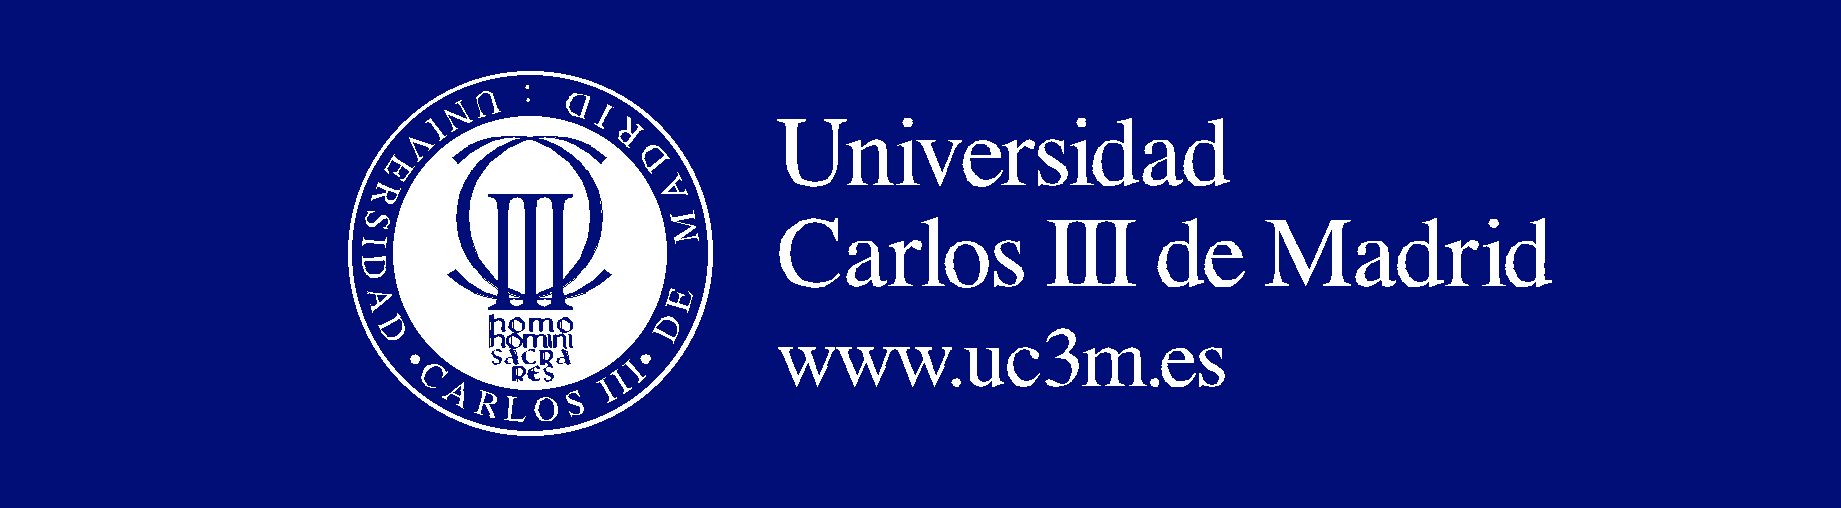 UNIVERSIDAD • CARLOS III • DE MADRID :
homo
homini
SACRA
RES
Universidad
Carlos III de Madrid
www.uc3m.es